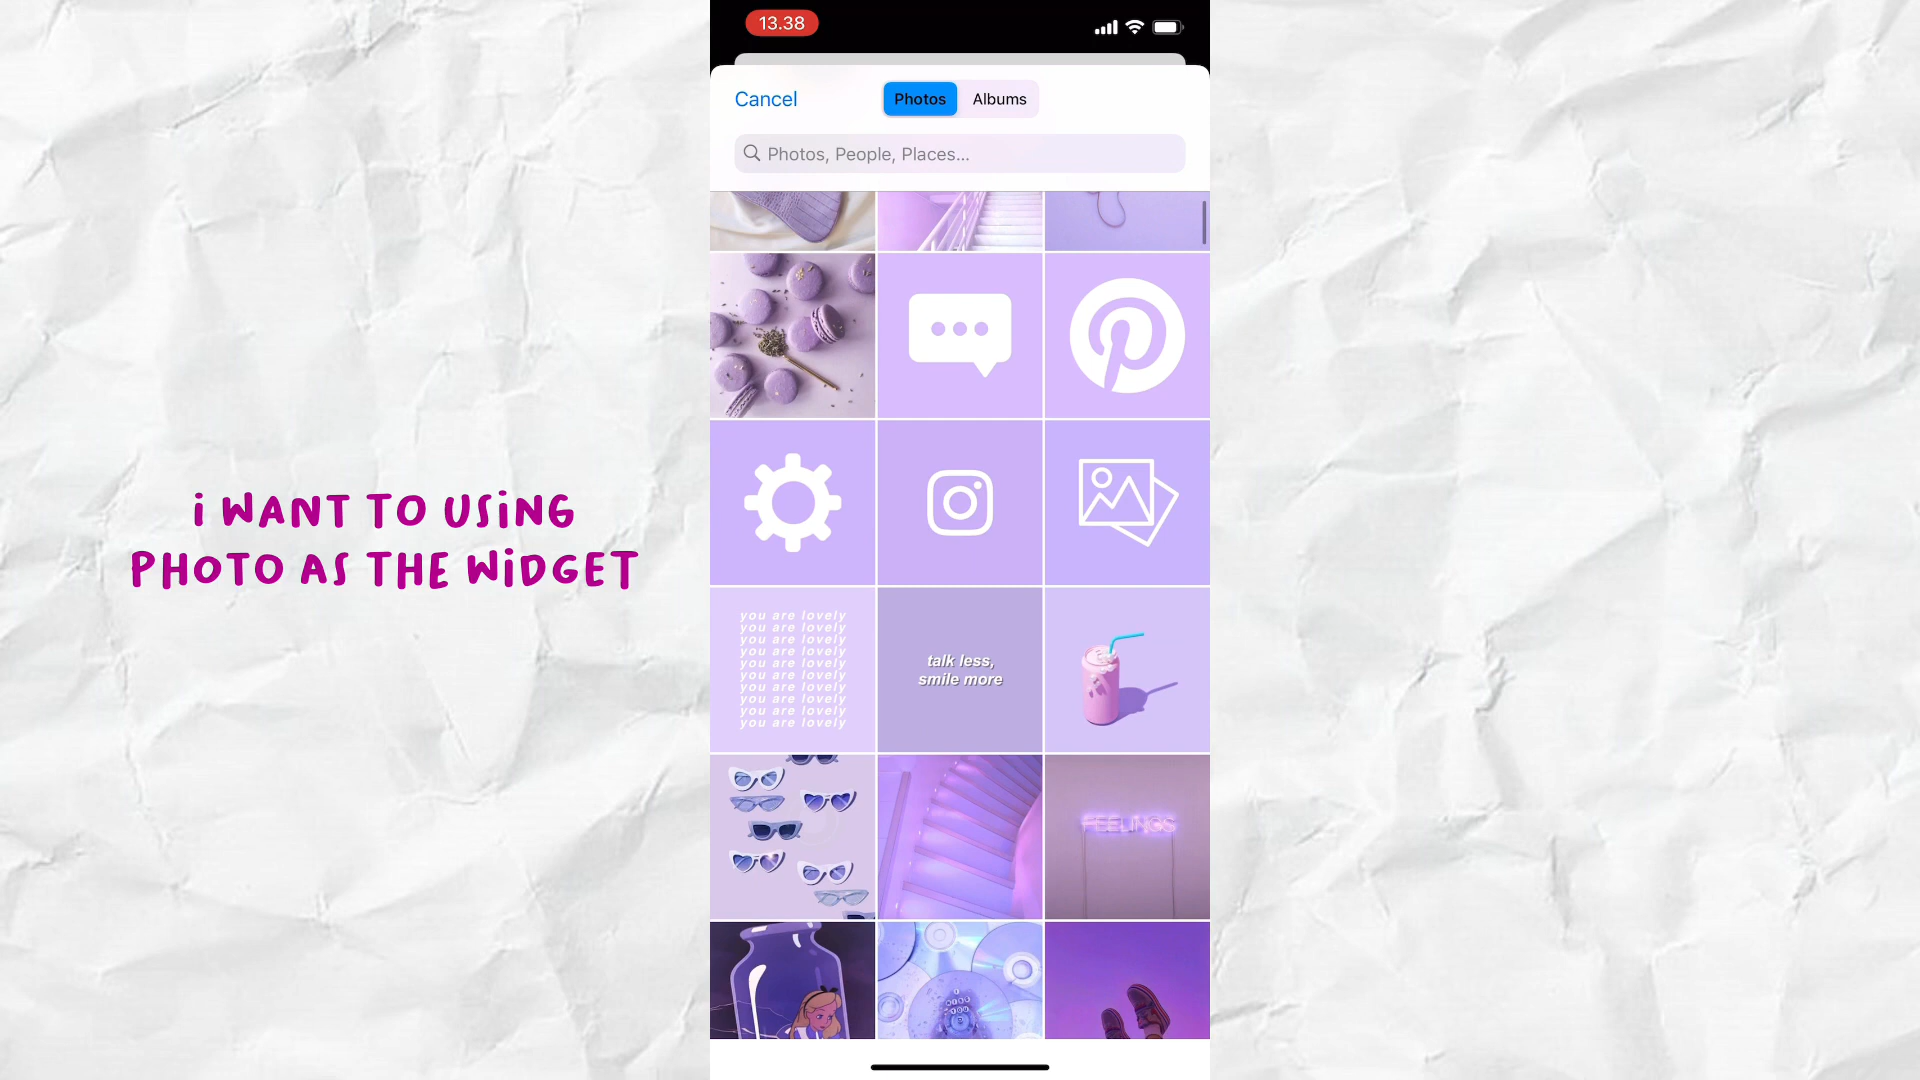 13.38
Cancel
Photos
Albums
Photos, People, Places...
i WANT TO USiNG
PHOTO AS THE WiDGET
you are lovely
you are lovely
you are lovely
you are lovely
you are lovely
you are lovely
you are lovely
you are lovely
you are lovely
you are lovely
talk less,
smile more
FEELINGS